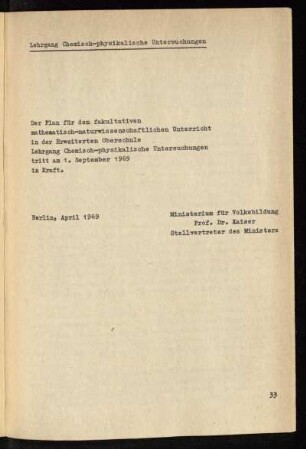 Lehrgang Chemisch-physikalische Untersuchungen
Der Plan für den fakultativen
mathematisch-naturwissenschaftlichen Unterricht
in der Erweiterten Oberschule
Lehrgang Chemisch-physikalische Untersuchungen
tritt am 1. September 1969
in Kraft.
Berlin, April 1969
Ministerium für Volksbildung
Prof. Dr. Kaiser
Stellvertreter des Ministers
33